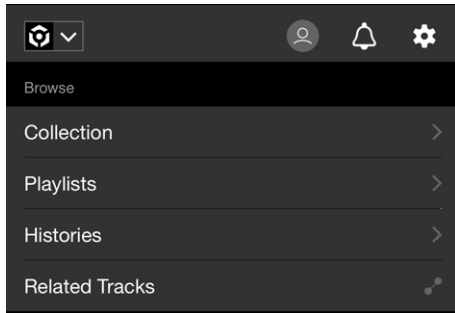 Browse
Collection
Playlists
Histories
Related Tracks